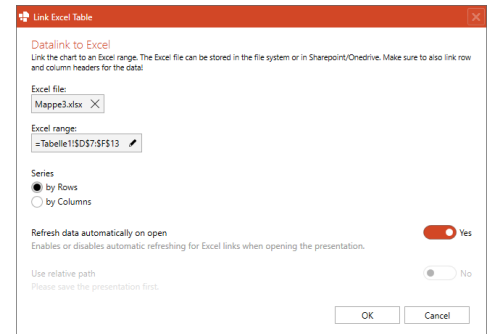 Link Excel Table
Datalink to Excel
Link the chart to an Excel range. The Excel file can be stored in the file system or in Sharepoint/Onedrive. Make sure to also link row
and column headers for the data!
Excel file:
Mappe3.xlsx
Excel range:
=Tabelle1!$D$7:$F$13
Series
by Rows
by Columns
Refresh data automatically on open
Yes
Enables or disables automatic refreshing for Excel links when opening the presentation.
Use relative path
No
Please save the presentation first.
OK
Cancel